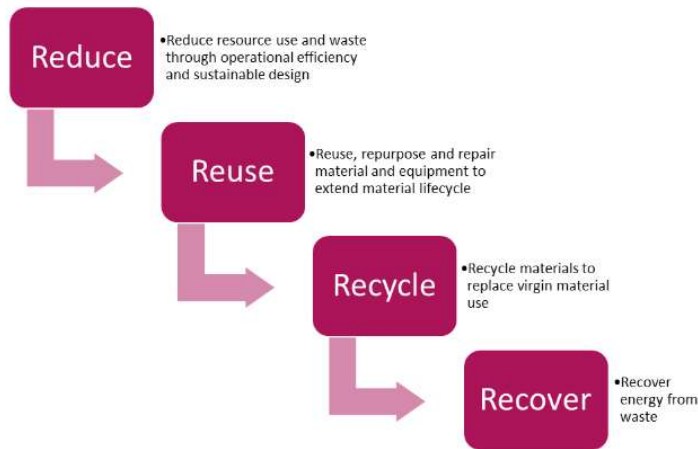 Reduce
•Reduce resource use and waste
through operational efficiency
and sustainable design
Reuse
•Reuse, repurpose and repair
material and equipment to
extend material lifecycle
Recycle
•Recycle materials to
replace virgin material
use
Recover
•Recover
energy from
waste